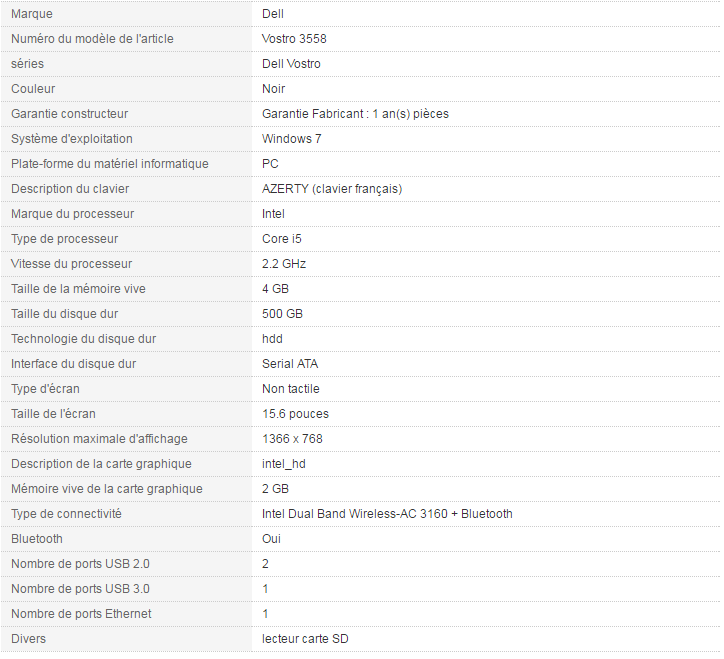 Marque Dell
Numéro du modèle de l'article Vostro 3558
séries Dell Vostro
Couleur Noir
Garantie constructeur Garantie Fabricant : 1 an(s) pièces
Système d'exploitation Windows 7
Plate-forme du matériel informatique PC
Description du clavier AZERTY (clavier français)
Marque du processeur Intel
Type de processeur Core i5
Vitesse du processeur 2.2 GHz
Taille de la mémoire vive 4 GB
Taille du disque dur 500 GB
Technologie du disque dur hdd
Interface du disque dur Serial ATA
Type d'écran Non tactile
Taille de l'écran 15.6 pouces
Résolution maximale d'affichage 1366 x 768
Description de la carte graphique intel_hd
Mémoire vive de la carte graphique 2 GB
Type de connectivité Intel Dual Band Wireless-AC 3160 + Bluetooth
Bluetooth Oui
Nombre de ports USB 2.0 2
Nombre de ports USB 3.0 1
Nombre de ports Ethernet 1
Divers lecteur carte SD